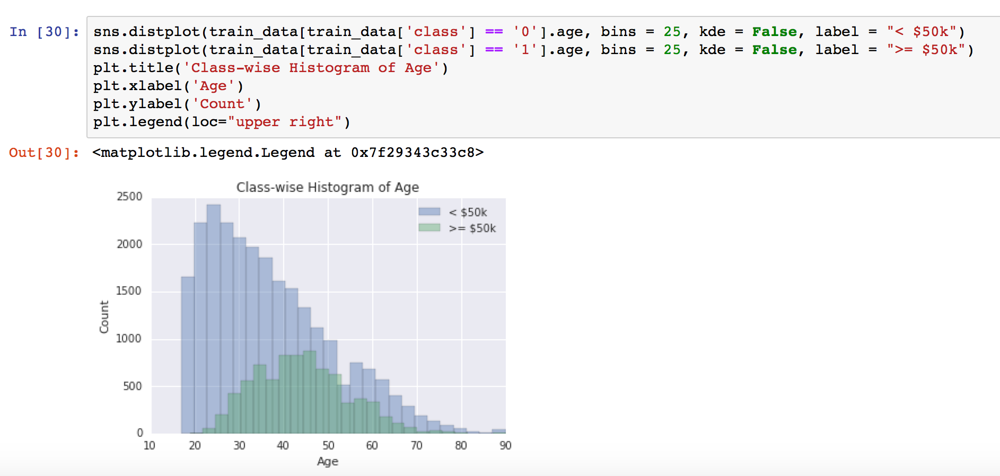 In [30]: sns.distplot(train_data[train_data['class'] == '0'].age, bins = 25, kde = False, label = "< $50k")
sns.distplot(train_data[train_data['class'] == '1'].age, bins = 25, kde = False, label = ">= $50k")
plt.title('Class-wise Histogram of Age')
plt.xlabel('Age')
plt.ylabel('Count')
plt.legend(loc="upper right")
Out[30]: <matplotlib.legend.Legend at 0x7f29343c33c8>
Class-wise Histogram of Age
< $50k
>= $50k
2500
2000
1500
1000
500
0
Count
10 20 30 40 50 60 70 80 90
Age